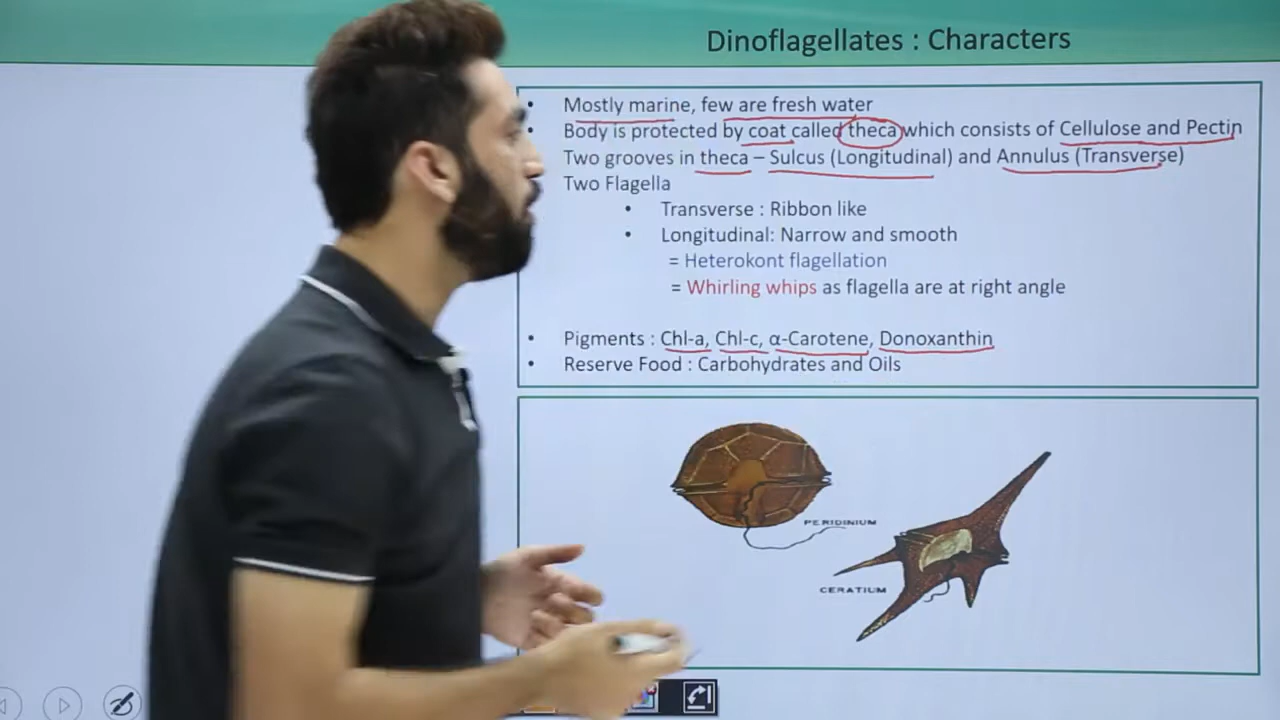 Dinoflagellates : Characters
• Mostly marine, few are fresh water
• Body is protected by coat called theca which consists of Cellulose and Pectin
Two grooves in theca – Sulcus (Longitudinal) and Annulus (Transverse)
Two Flagella
• Transverse : Ribbon like
• Longitudinal: Narrow and smooth
= Heterokont flagellation
= Whirling whips as flagella are at right angle
• Pigments : Chl-a, Chl-c, α-Carotene, Donoxanthin
• Reserve Food : Carbohydrates and Oils
PERIDINIUM
CERATIUM